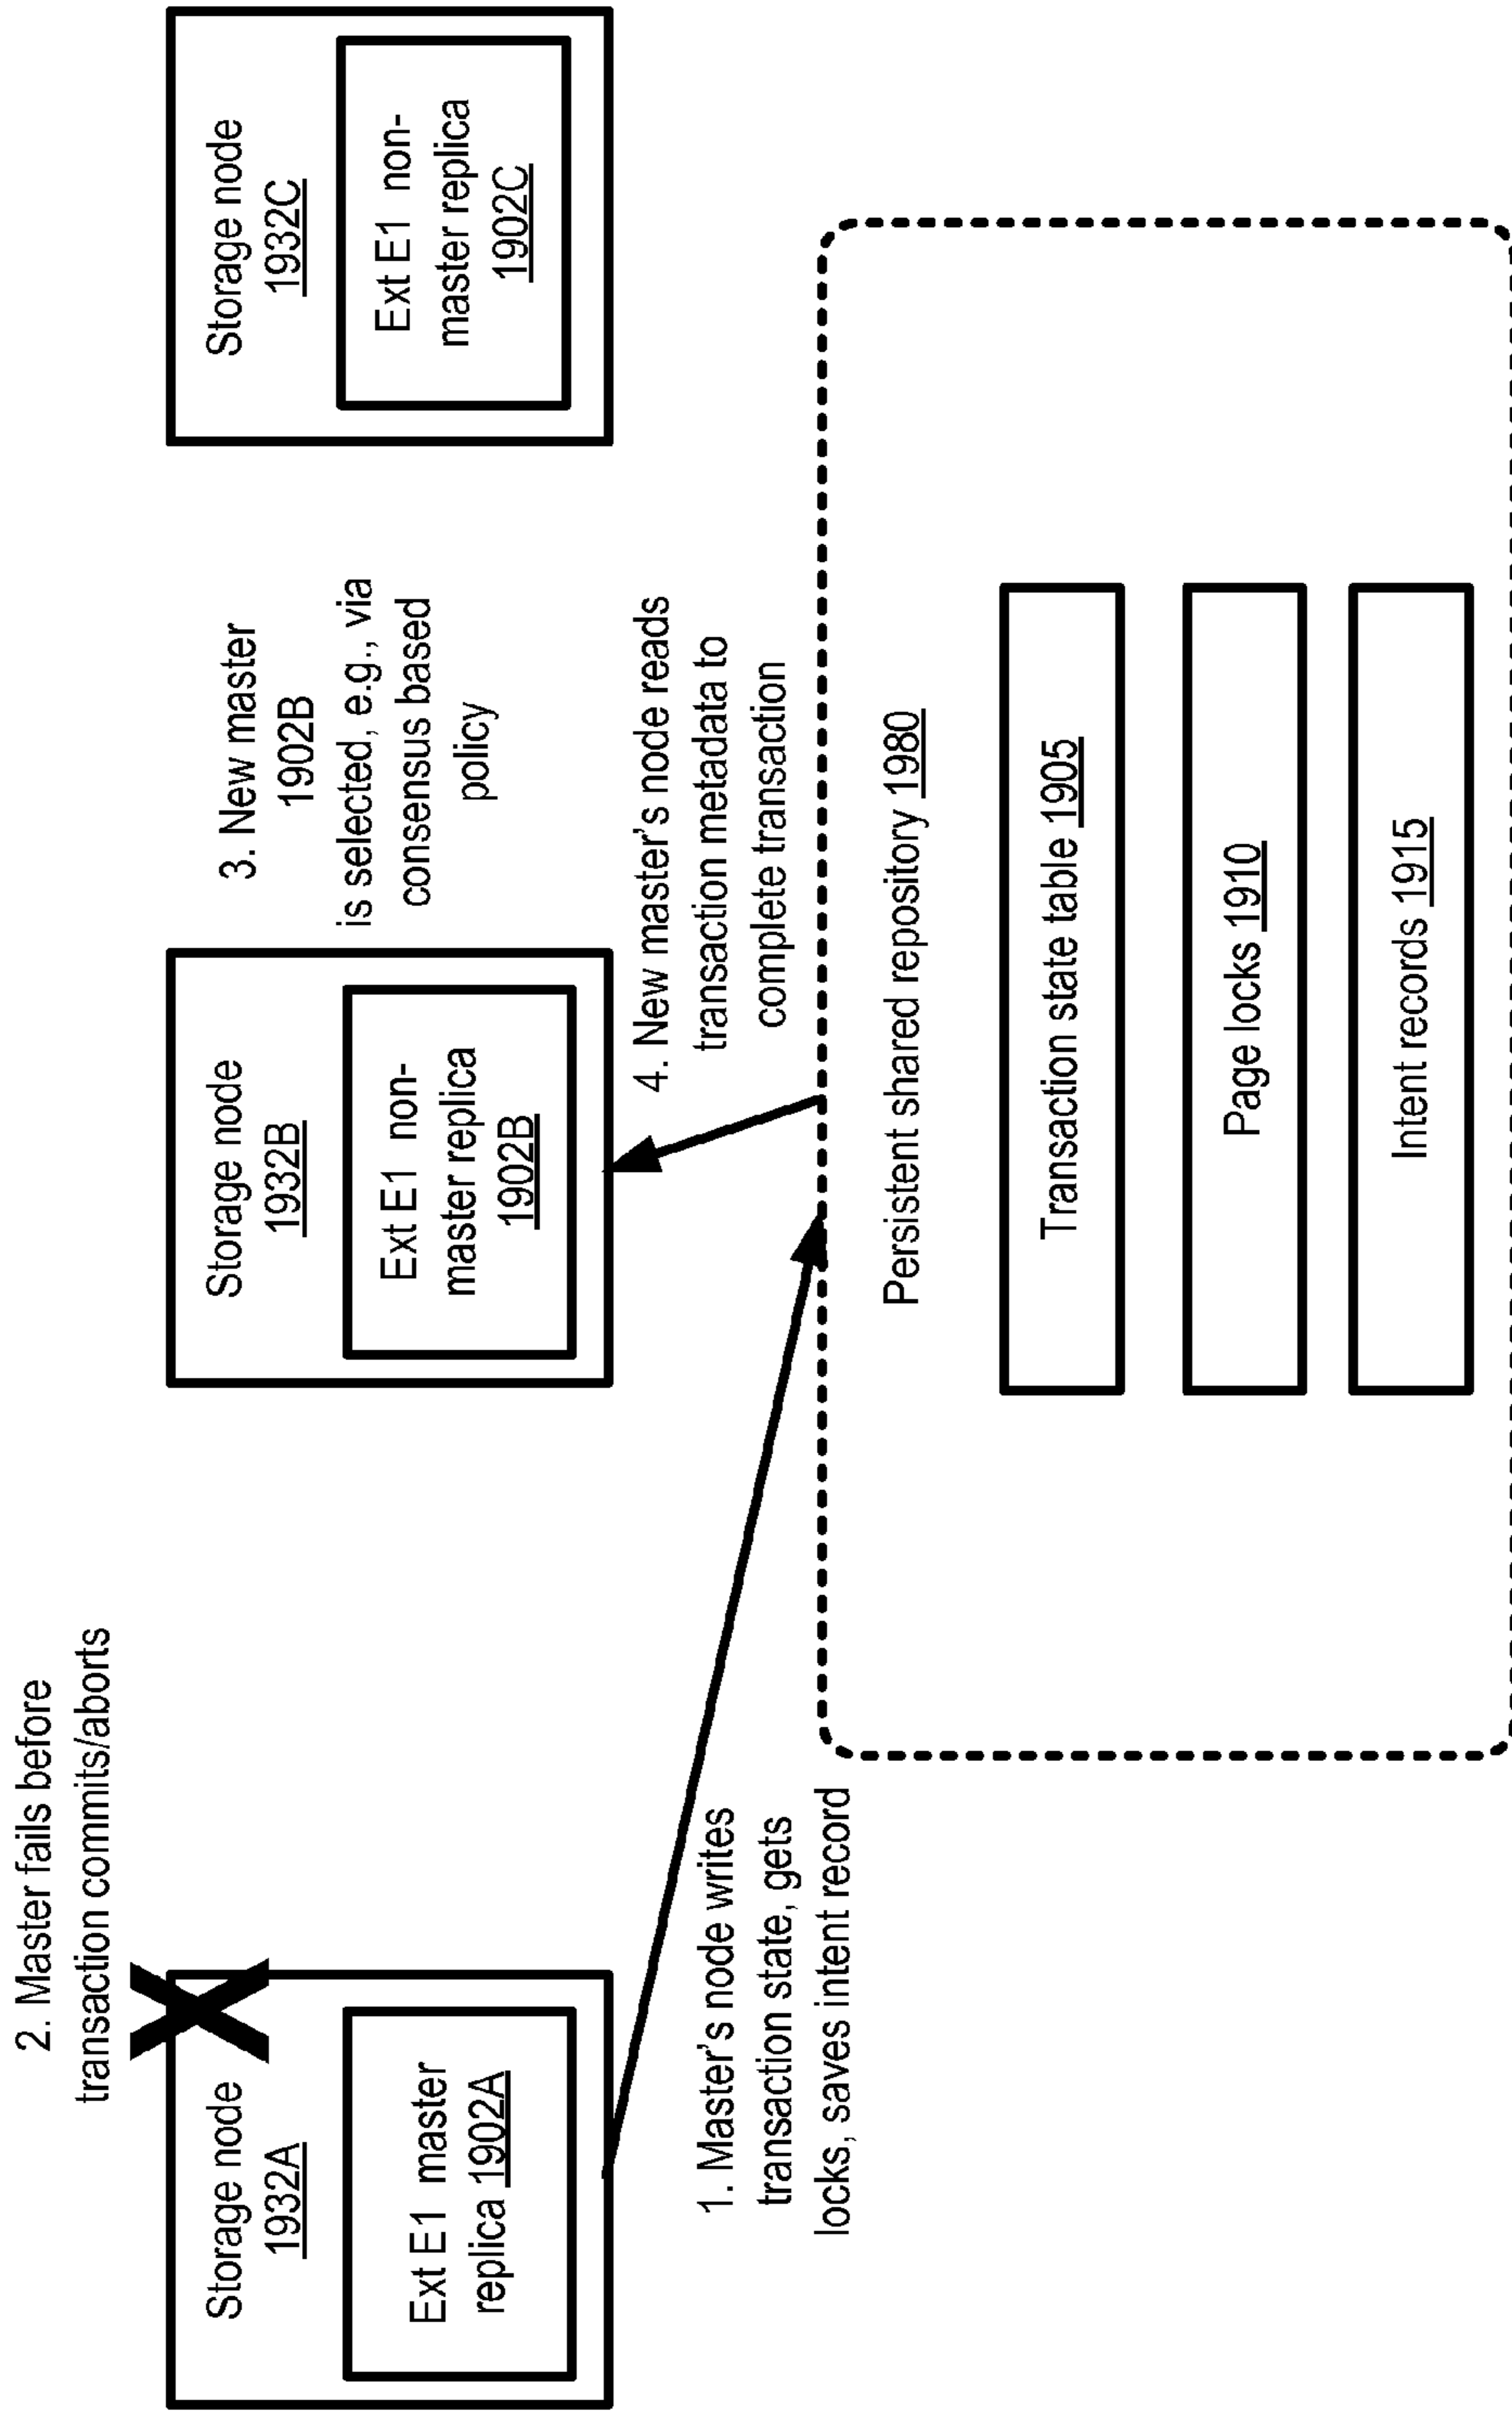 2. Master fails before
transaction commits/aborts
Storage node
1932A
Ext E1 master
replica 1902A
Storage node
1932B
Ext E1 non-
master replica
1902B
3. New master
1902B
is selected, e.g., via
consensus based
policy
Storage node
1932C
Ext E1 non-
master replica
1902C
1. Master's node writes
transaction state, gets
locks, saves intent record
4. New master's node reads
transaction metadata to
complete transaction
Persistent shared repository 1980
Transaction state table 1905
Page locks 1910
Intent records 1915